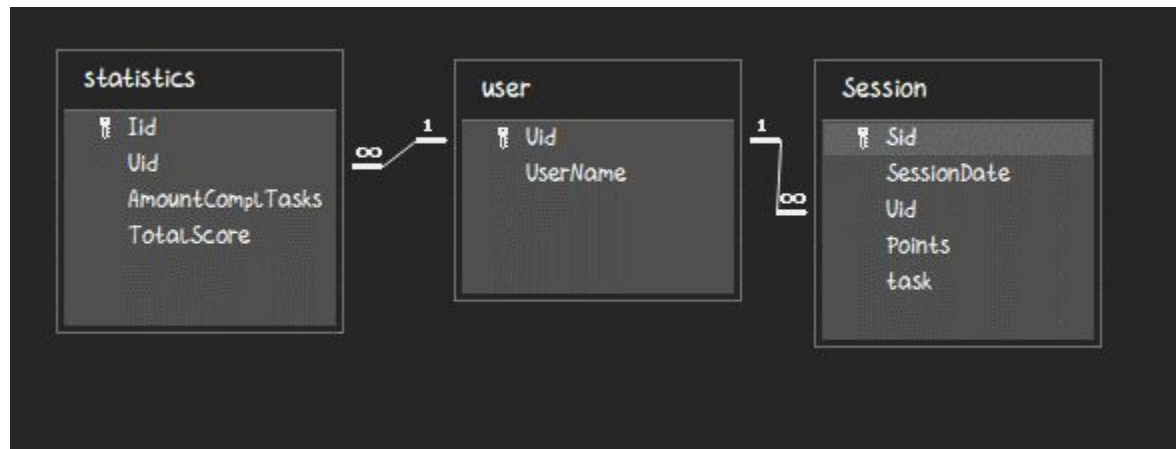 statistics
Iid
Uid
AmountComplTasks
TotalScore
∞
1
user
Uid
UserName
1
∞
Session
Sid
SessionDate
Uid
Points
task